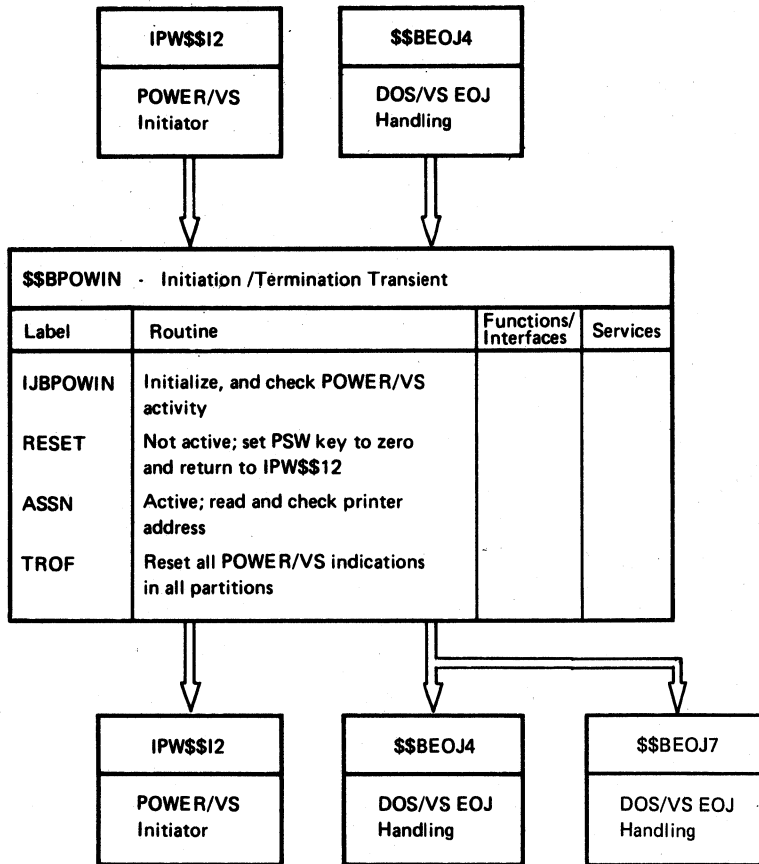 IPW$$I2
$$BEOJ4
POWER/VS
Initiator
DOS/VS EOJ
Handling
$$BPOWIN - Initiation /Termination Transient
Label
Routine
Functions/
Interfaces
Services
IJBPOWIN
Initialize, and check POWER/VS
activity
RESET
Not active; set PSW key to zero
and return to IPW$$12
ASSN
Active; read and check printer
address
TROF
Reset all POWER/VS indications
in all partitions
IPW$$I2
$$BEOJ4
$$BEOJ7
POWER/VS
Initiator
DOS/VS EOJ
Handling
DOS/VS EOJ
Handling